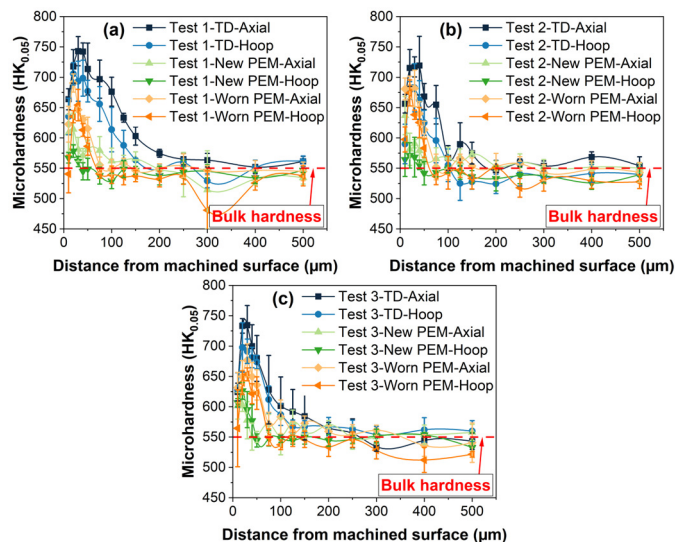 (a)
Test 1-TD-Axial
Test 1-TD-Hoop
Test 1-New PEM-Axial
Test 1-New PEM-Hoop
Test 1-Worn PEM-Axial
Test 1-Worn PEM-Hoop
Microhardness (HK0.05)
800
750
700
650
600
550
500
450
Bulk hardness
0 100 200 300 400 500
Distance from machined surface (μm)
(b)
Test 2-TD-Axial
Test 2-TD-Hoop
Test 2-New PEM-Axial
Test 2-New PEM-Hoop
Test 2-Worn PEM-Axial
Test 2-Worn PEM-Hoop
Microhardness (HK0.05)
800
750
700
650
600
550
500
450
Bulk hardness
0 100 200 300 400 500
Distance from machined surface (μm)
(c)
Test 3-TD-Axial
Test 3-TD-Hoop
Test 3-New PEM-Axial
Test 3-New PEM-Hoop
Test 3-Worn PEM-Axial
Test 3-Worn PEM-Hoop
Microhardness (HK0.05)
800
750
700
650
600
550
500
450
Bulk hardness
0 100 200 300 400 500
Distance from machined surface (μm)